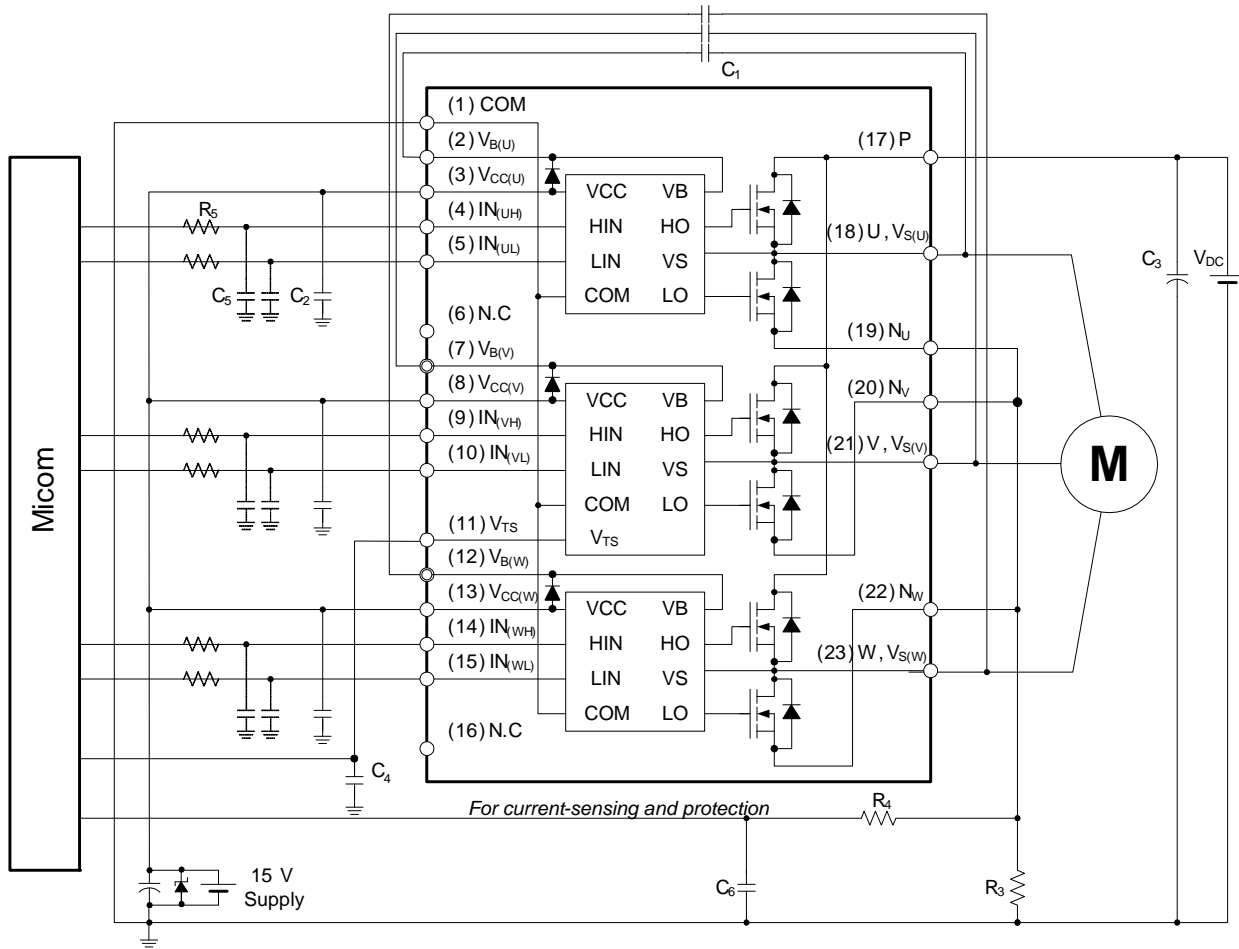 C1
(1) COM
(2) VB(U)
(3) VCC(U)
(4) IN(UH)
(5) IN(UL)
(6) N.C
(7) VB(V)
(8) VCC(V)
(9) IN(VH)
(10) IN(VL)
(11) VTS
(12) VB(W)
(13) VCC(W)
(14) IN(WH)
(15) IN(WL)
(16) N.C
VCC VB
HIN HO
LIN VS
COM LO
VCC VB
HIN HO
LIN VS
COM LO
VTS
VCC VB
HIN HO
LIN VS
COM LO
(17) P
(18) U, VS(U)
(19) NU
(20) NV
(21) V, VS(V)
(22) NW
(23) W, VS(W)
Micom
R5
C5
C2
C4
C3
VDC
M
For current-sensing and protection
R4
C6
R3
15 V
Supply